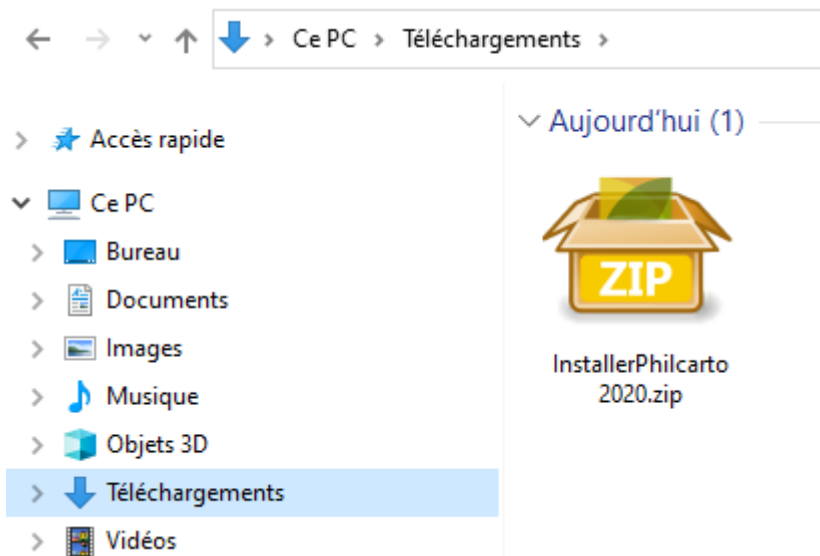 Ce PC > Téléchargements >
Accès rapide
Ce PC
Bureau
Documents
Images
Musique
Objets 3D
Téléchargements
Vidéos
Aujourd'hui (1)
ZIP
InstallerPhilcarto
2020.zip